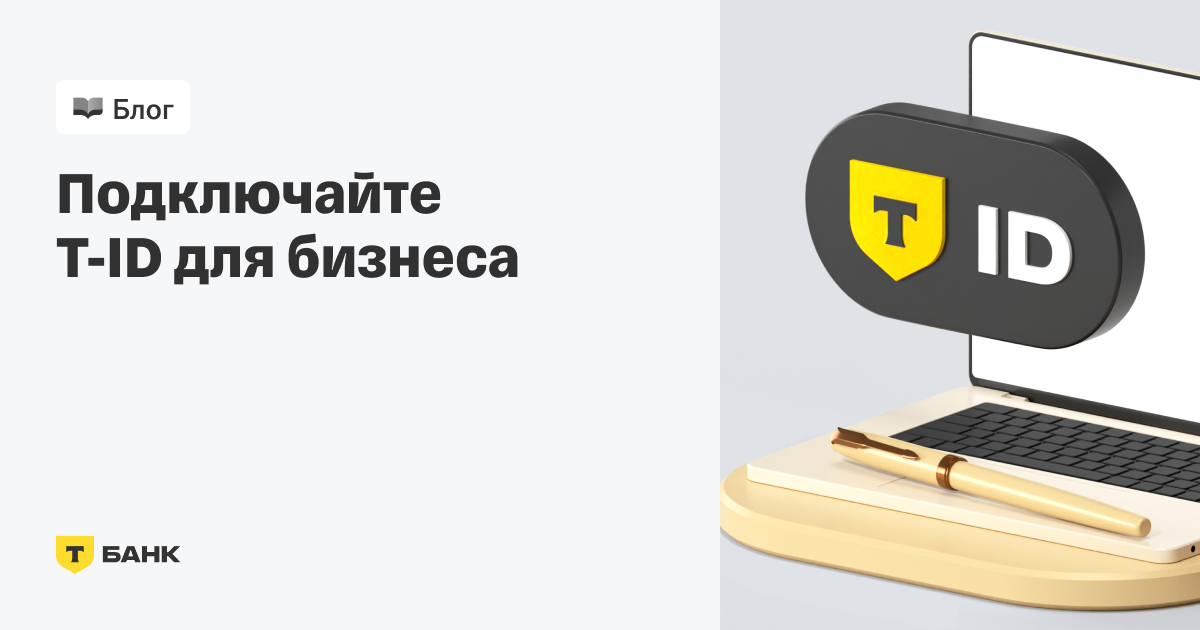 Блог
Подключайте
T-ID для бизнеса
Т ID
Т БАНК